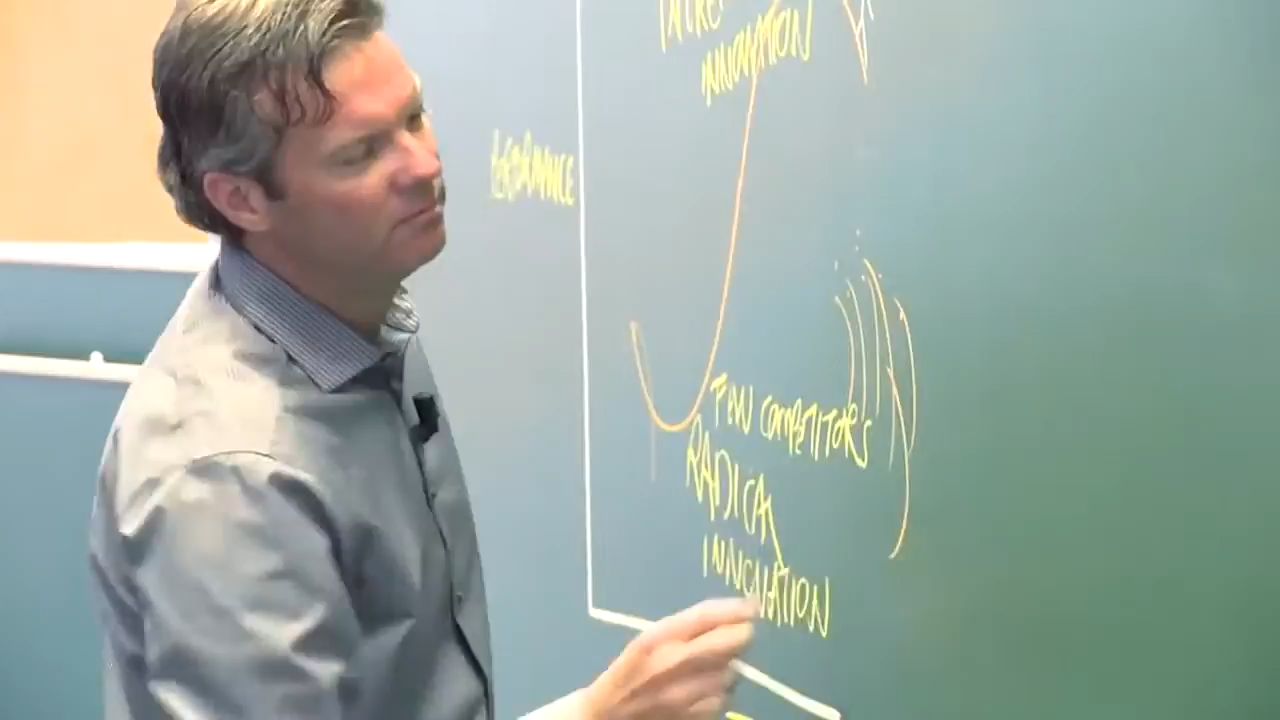 INNOVATION
PERFORMANCE
FEW COMPETITORS
RADICAL
INNOVATION